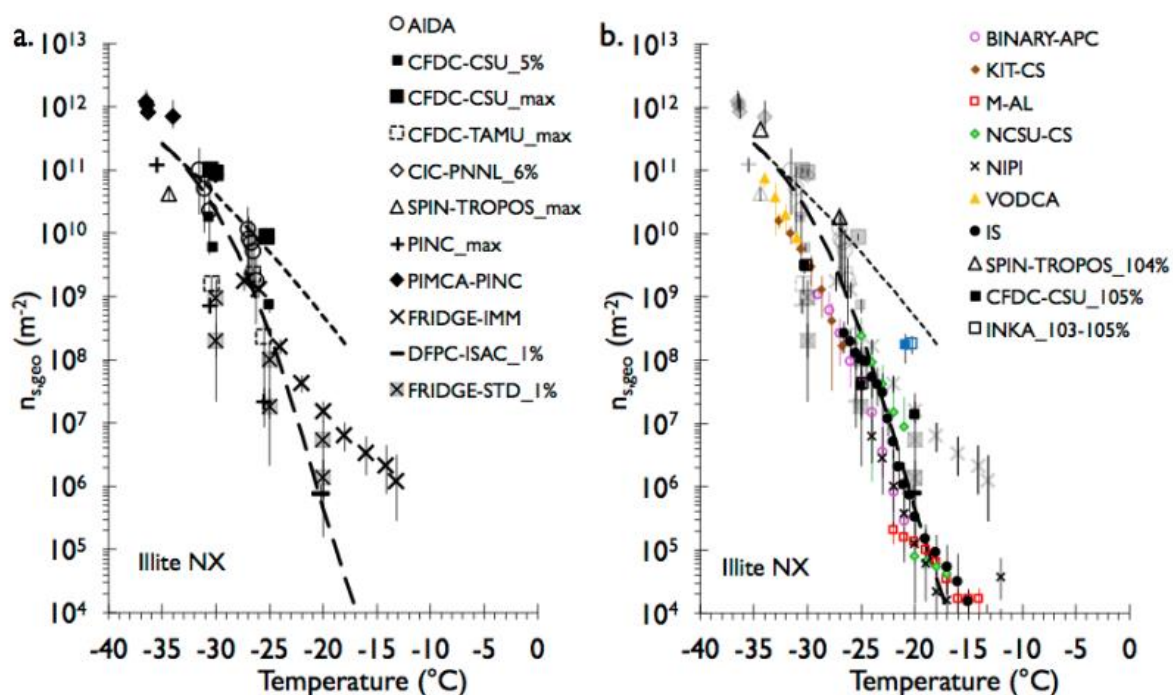 a.
10^13
10^12
10^11
10^10
10^9
10^8
10^7
10^6
10^5
10^4
n_s,geo (m^-2)
-40 -35 -30 -25 -20 -15 -10 -5 0
Temperature (°C)
Illite NX
AIDA
CFDC-CSU_5%
CFDC-CSU_max
CFDC-TAMU_max
CIC-PNNL_6%
SPIN-TROPOS_max
PINC_max
PIMCA-PINC
FRIDGE-IMM
DFPC-ISAC_1%
FRIDGE-STD_1%
b.
10^13
10^12
10^11
10^10
10^9
10^8
10^7
10^6
10^5
10^4
n_s,geo (m^-2)
-40 -35 -30 -25 -20 -15 -10 -5 0
Temperature (°C)
Illite NX
BINARY-APC
KIT-CS
M-AL
NCSU-CS
NIPI
VODCA
IS
SPIN-TROPOS_104%
CFDC-CSU_105%
INKA_103-105%